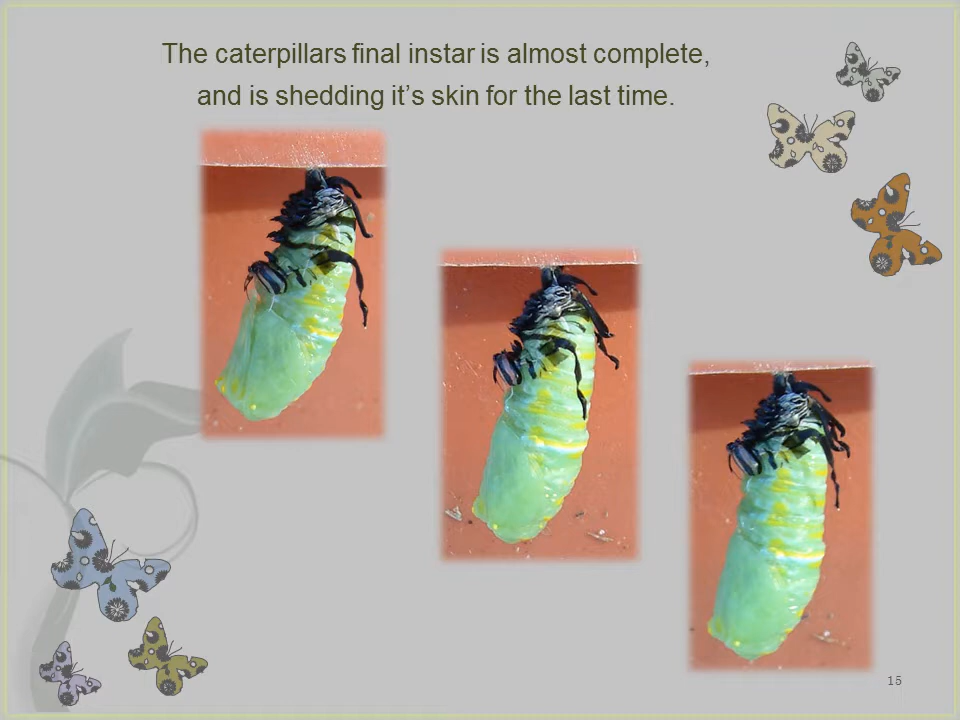 The caterpillars final instar is almost complete,
and is shedding it’s skin for the last time.
15